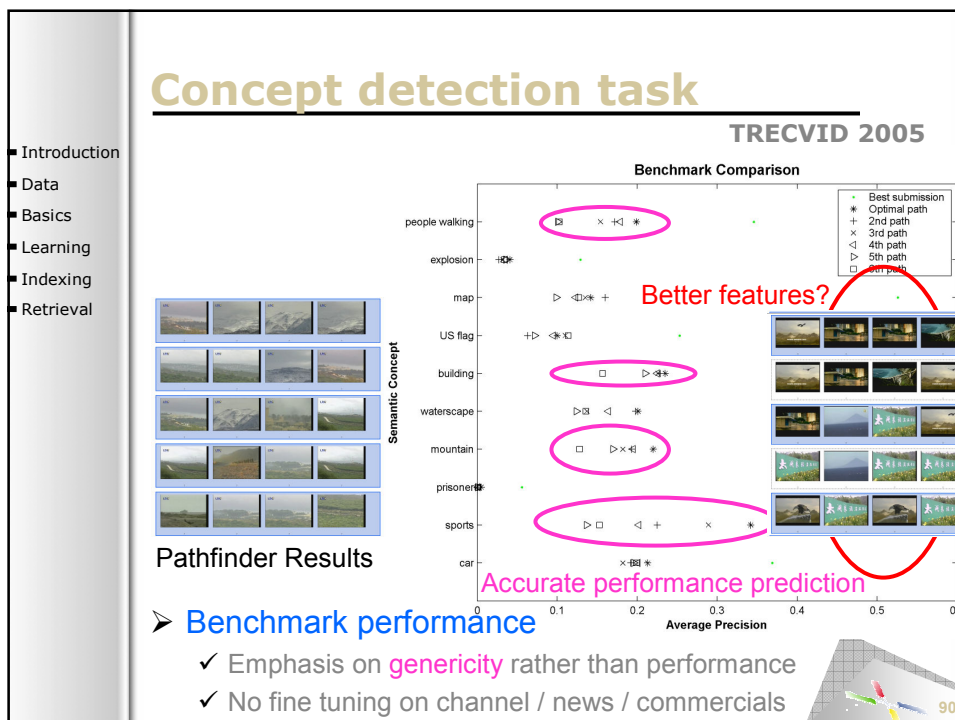 Concept detection task
TRECVID 2005
Introduction
Data
Basics
Learning
Indexing
Retrieval
Benchmark Comparison
Semantic Concept
people walking
explosion
map
US flag
building
waterscape
mountain
prisoner
sports
car
Best submission
Optimal path
2nd path
3rd path
4th path
5th path
6th path
Better features?
Accurate performance prediction
0 0.1 0.2 0.3 0.4 0.5
Average Precision
Pathfinder Results
➢ Benchmark performance
✓ Emphasis on genericity rather than performance
✓ No fine tuning on channel / news / commercials
90